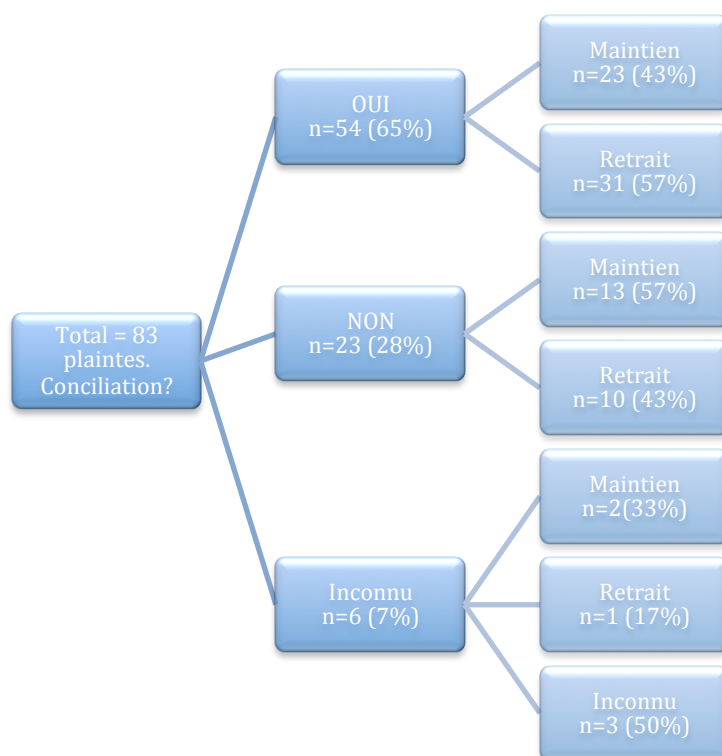 Total = 83
plaintes.
Conciliation?
OUI
n=54 (65%)
Maintien
n=23 (43%)
Retrait
n=31 (57%)
NON
n=23 (28%)
Maintien
n=13 (57%)
Retrait
n=10 (43%)
Inconnu
n=6 (7%)
Maintien
n=2(33%)
Retrait
n=1 (17%)
Inconnu
n=3 (50%)